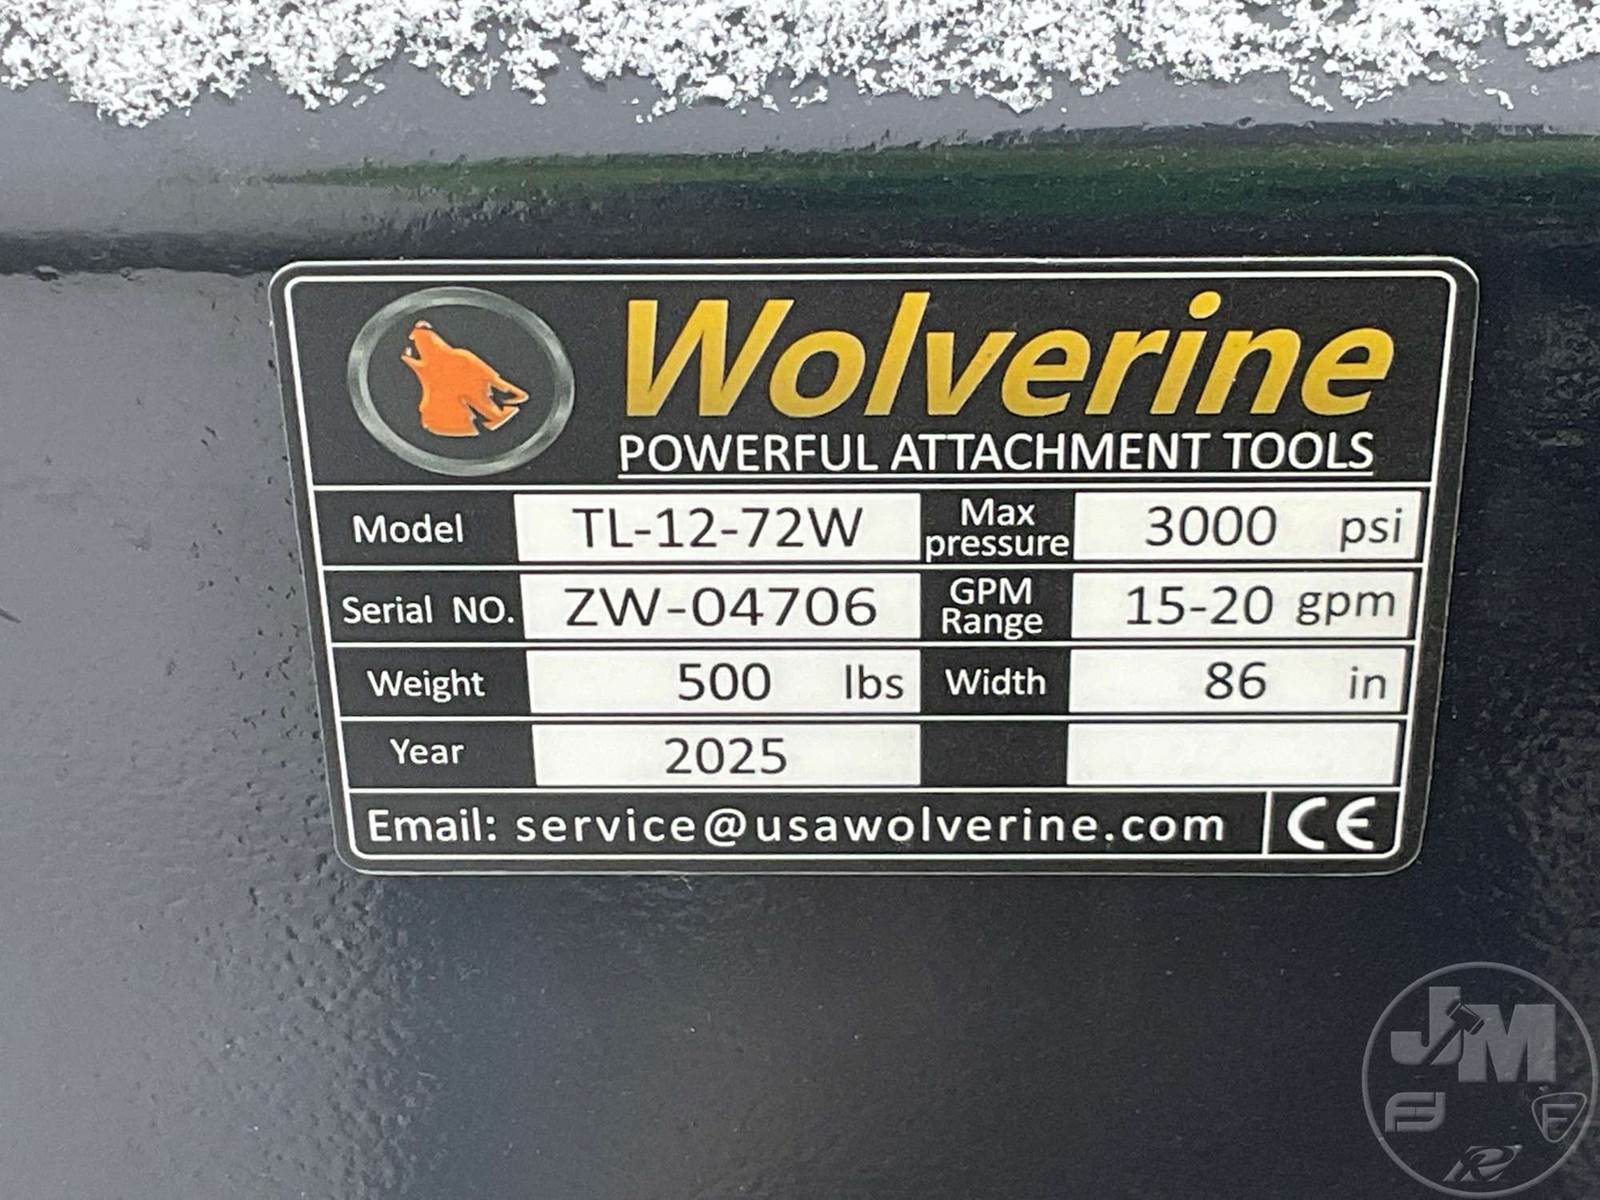 Wolverine
POWERFUL ATTACHMENT TOOLS
Model TL-12-72W Max pressure 3000 psi
Serial NO. ZW-04706 GPM Range 15-20 gpm
Weight 500 lbs Width 86 in
Year 2025
Email: service@usawolverine.com CE
JM
F
R